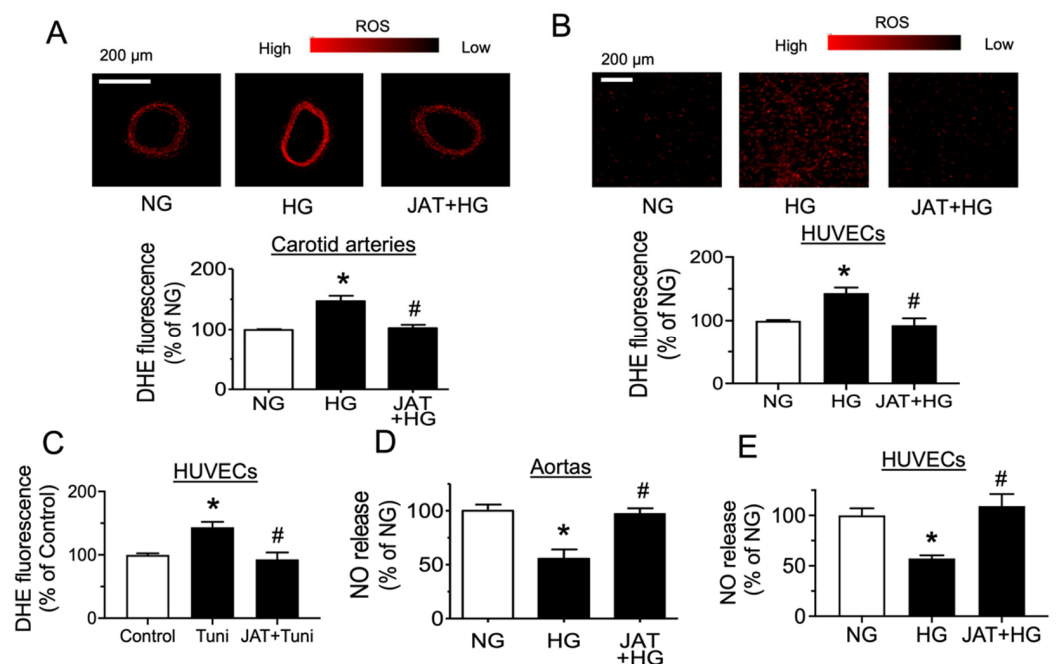 A
ROS
High
Low
200 µm
NG
HG
JAT+HG
Carotid arteries
DHE fluorescence
(% of NG)
200
100
0
*
#
NG
HG
JAT
+HG
B
ROS
High
Low
200 µm
NG
HG
JAT+HG
HUVECs
DHE fluorescence
(% of NG)
200
100
0
*
#
NG
HG
JAT+HG
C
HUVECs
DHE fluorescence
(% of Control)
200
100
0
*
#
Control
Tuni
JAT+Tuni
D
Aortas
NO release
(% of NG)
100
50
0
*
#
NG
HG
JAT
+HG
E
HUVECs
NO release
(% of NG)
100
50
0
*
#
NG
HG
JAT+HG